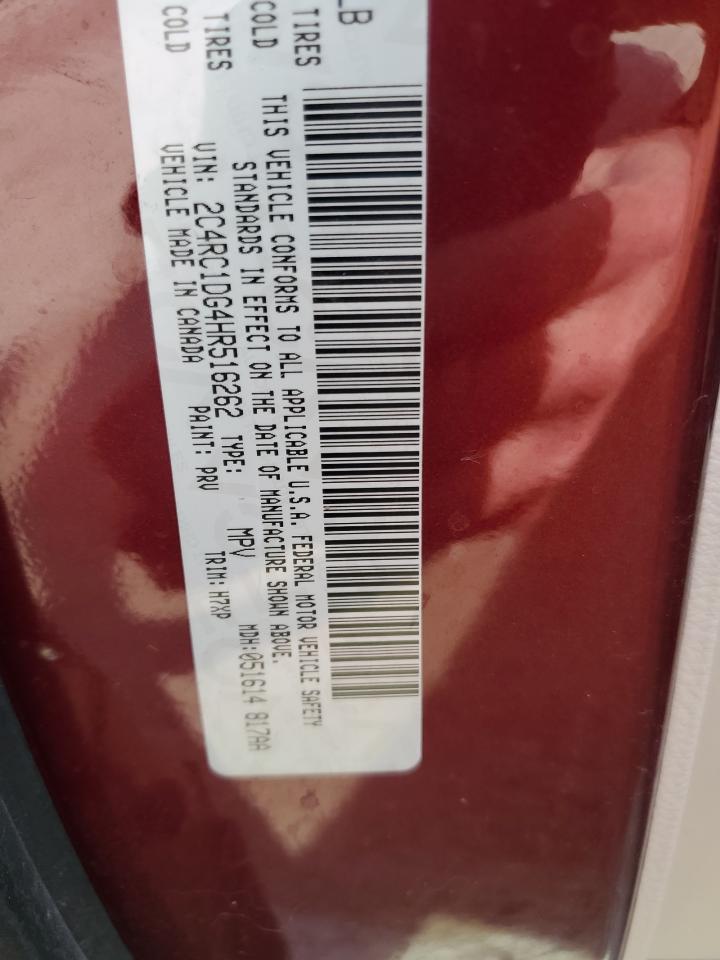 LB
TIRES COLD
TIRES COLD
THIS VEHICLE CONFORMS TO ALL APPLICABLE U.S.A. FEDERAL MOTOR VEHICLE SAFETY
STANDARDS IN EFFECT ON THE DATE OF MANUFACTURE SHOWN ABOVE.
MDH:051614 817AA
VIN: 2C4RC1DG4HR516262 TYPE: MPV
VEHICLE MADE IN CANADA PAINT: PRV TRIM: H7XP